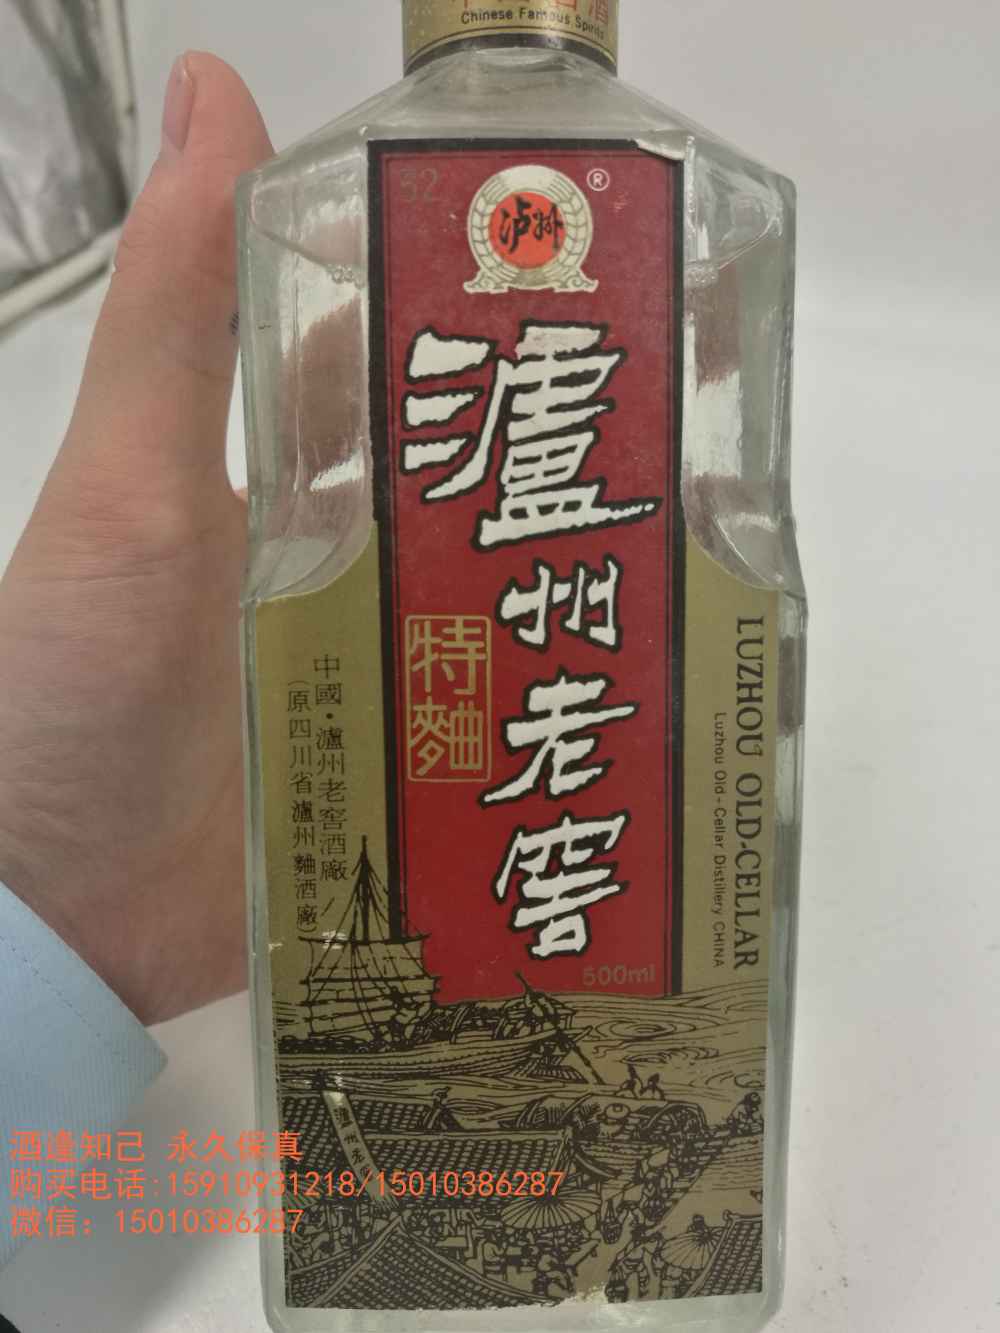 Chinese Famous Spirits
52
®
泸州
瀘州老窖
特麯
中國·瀘州老窖酒廠
(原四川省瀘州麯酒廠)
LUZHOU OLD-CELLAR
Luzhou Old-Cellar Distillery CHINA
500ml
瀘州老窖
酒逢知己 永久保真
购买电话:15910931218/15010386287
微信：15010386287